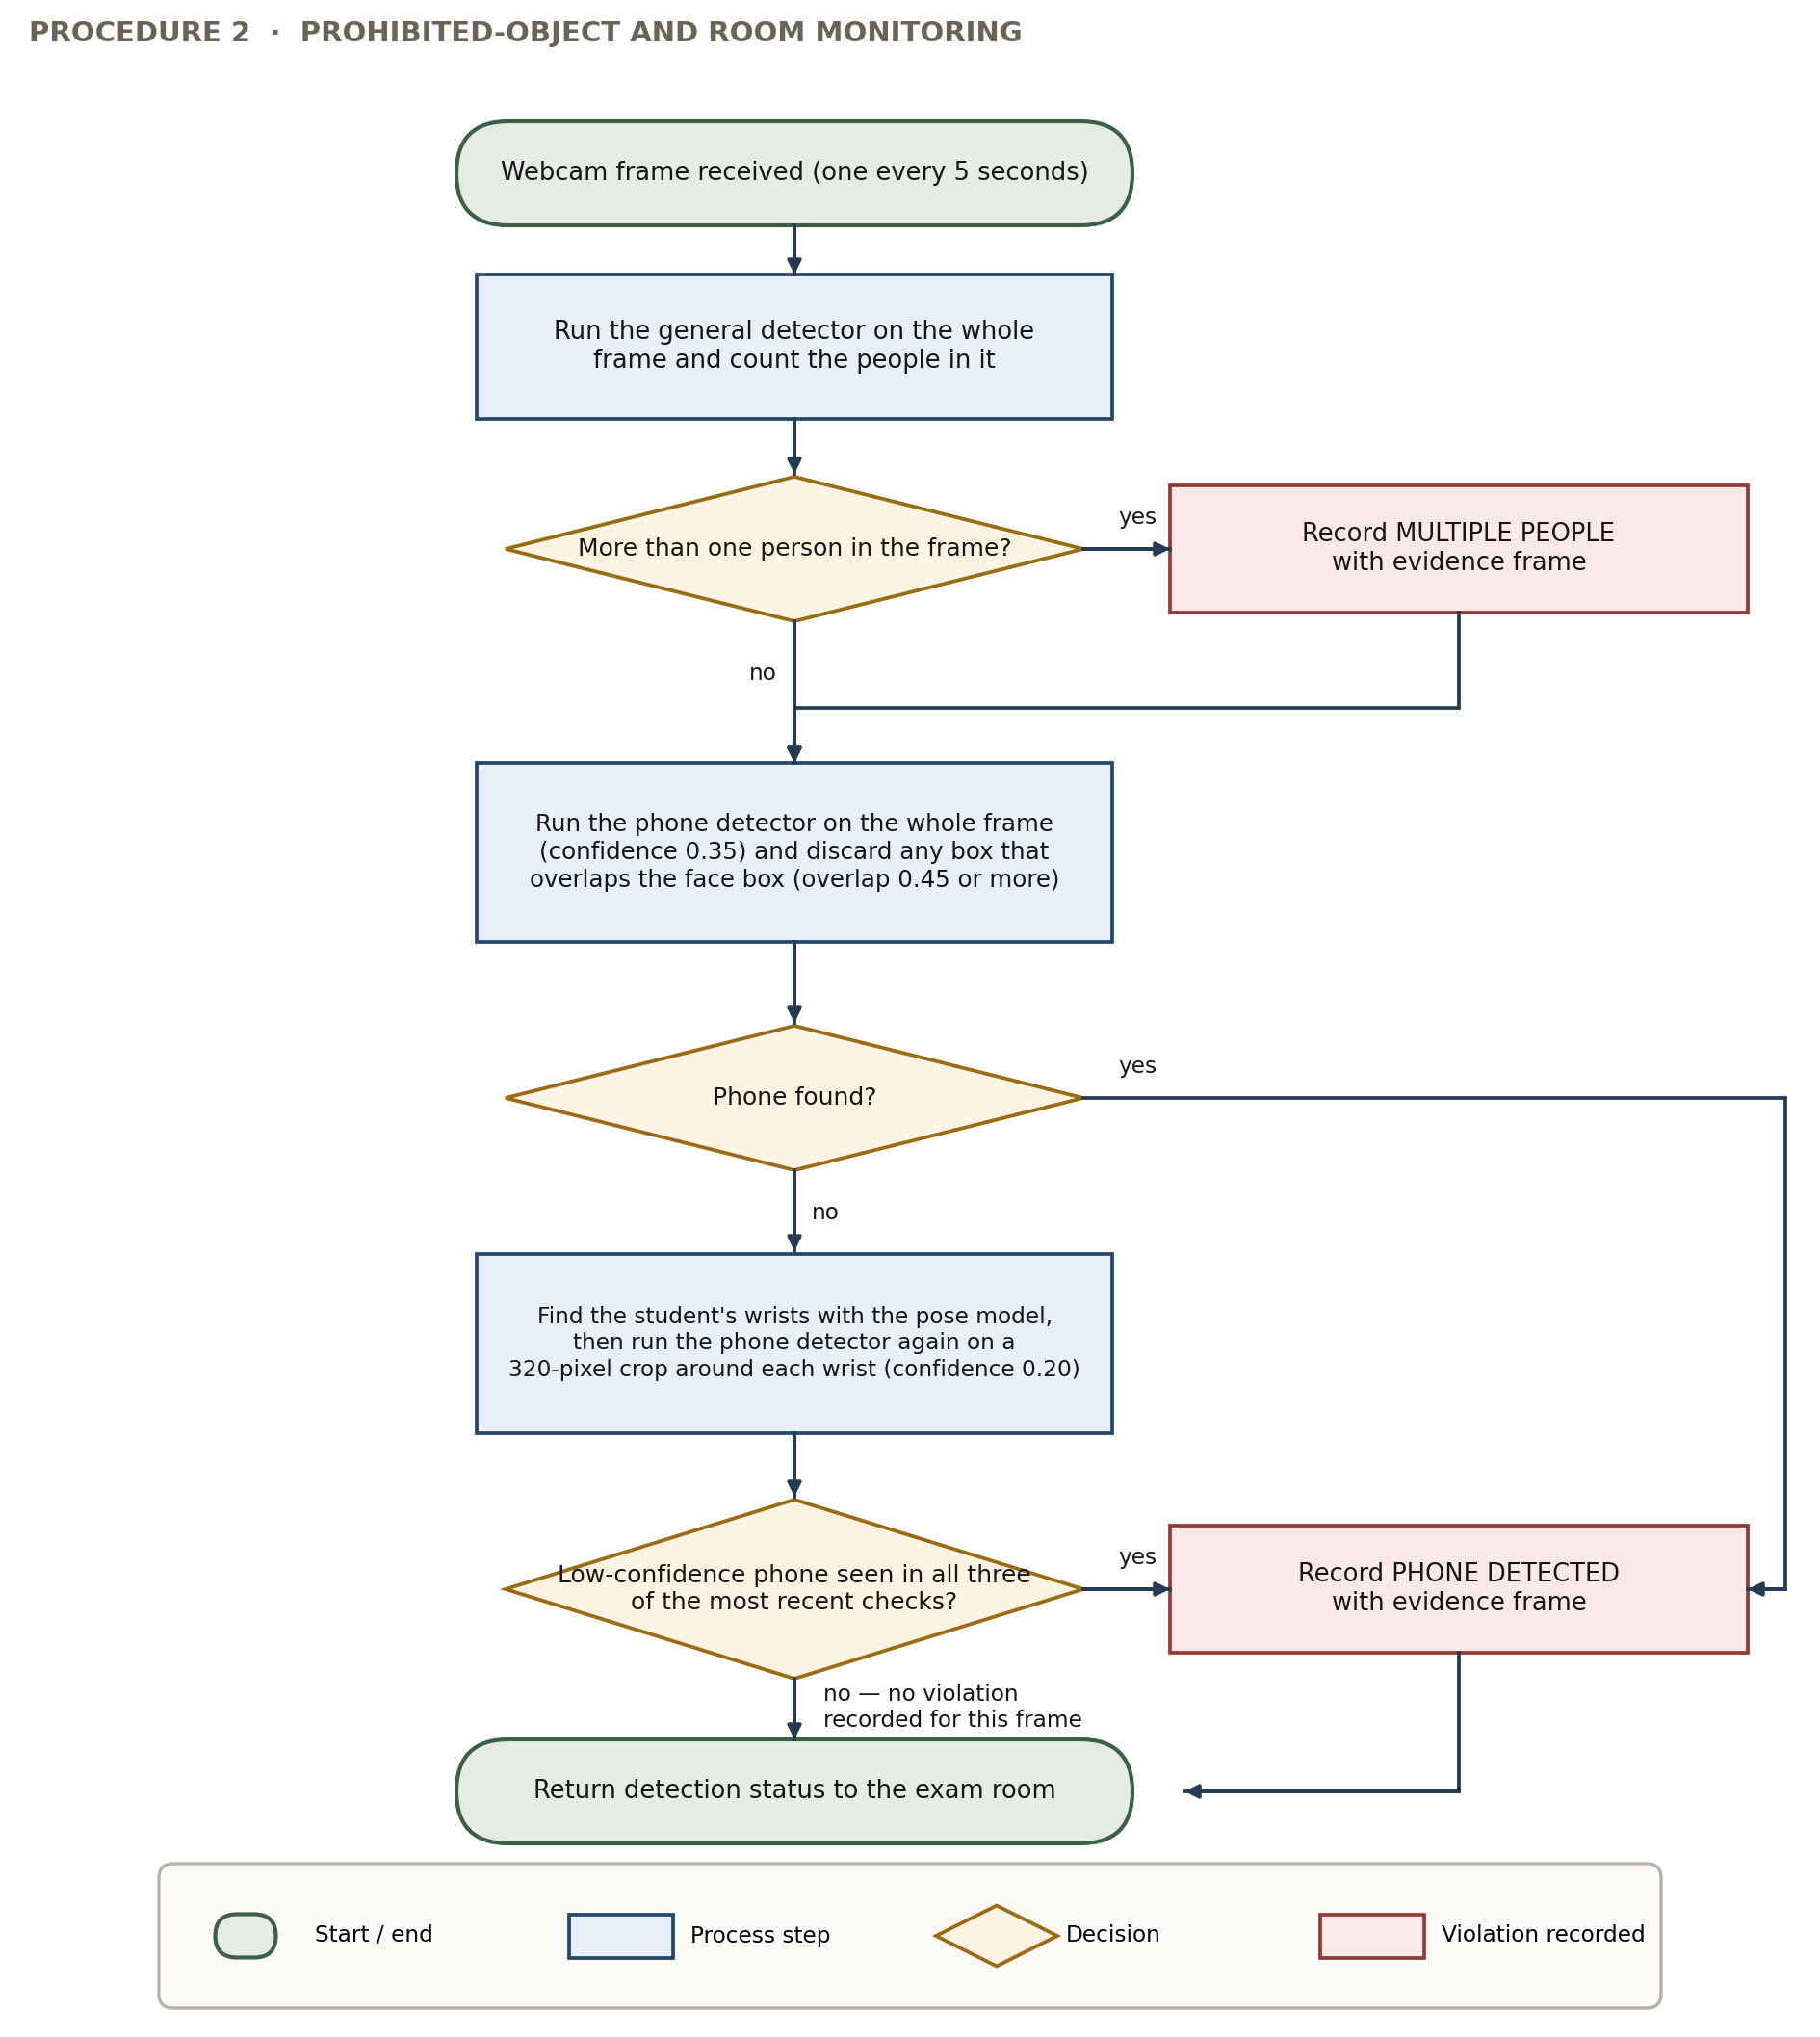 PROCEDURE 2 · PROHIBITED-OBJECT AND ROOM MONITORING
Webcam frame received (one every 5 seconds)
Run the general detector on the whole
frame and count the people in it
More than one person in the frame?
yes
Record MULTIPLE PEOPLE
with evidence frame
no
Run the phone detector on the whole frame
(confidence 0.35) and discard any box that
overlaps the face box (overlap 0.45 or more)
Phone found?
yes
no
Find the student's wrists with the pose model,
then run the phone detector again on a
320-pixel crop around each wrist (confidence 0.20)
Low-confidence phone seen in all three
of the most recent checks?
yes
Record PHONE DETECTED
with evidence frame
no — no violation
recorded for this frame
Return detection status to the exam room
Start / end
Process step
Decision
Violation recorded